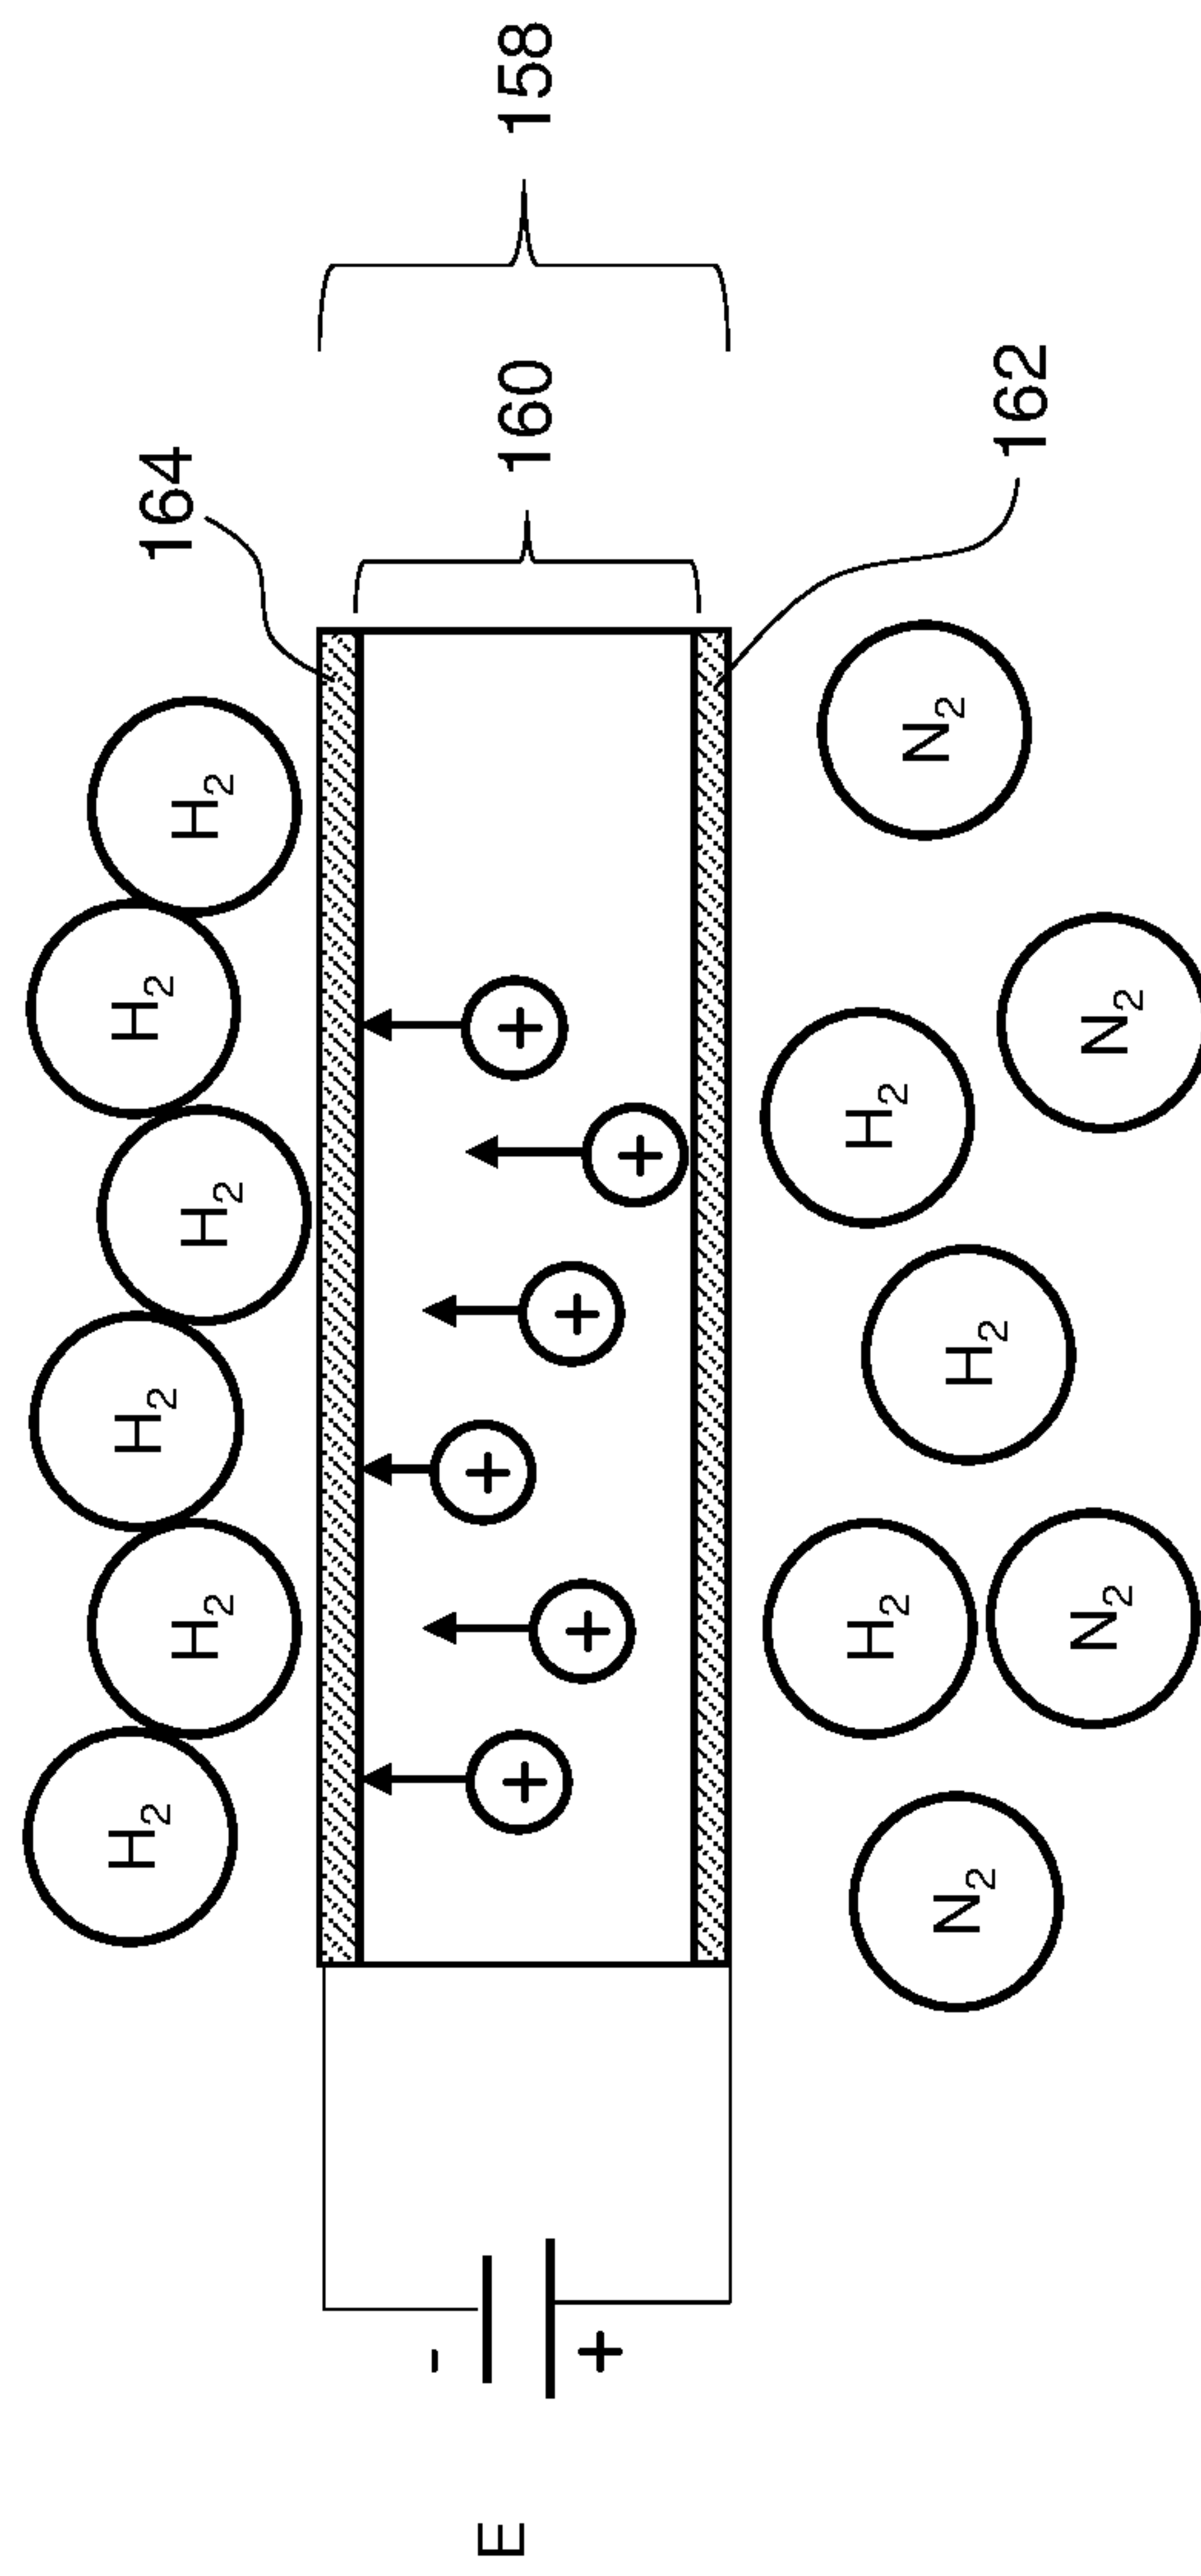 H₂
H₂
H₂
H₂
H₂
H₂
164
-
E
+
+
+
+
+
+
+
160
158
162
N₂
H₂
H₂
H₂
N₂
N₂
N₂